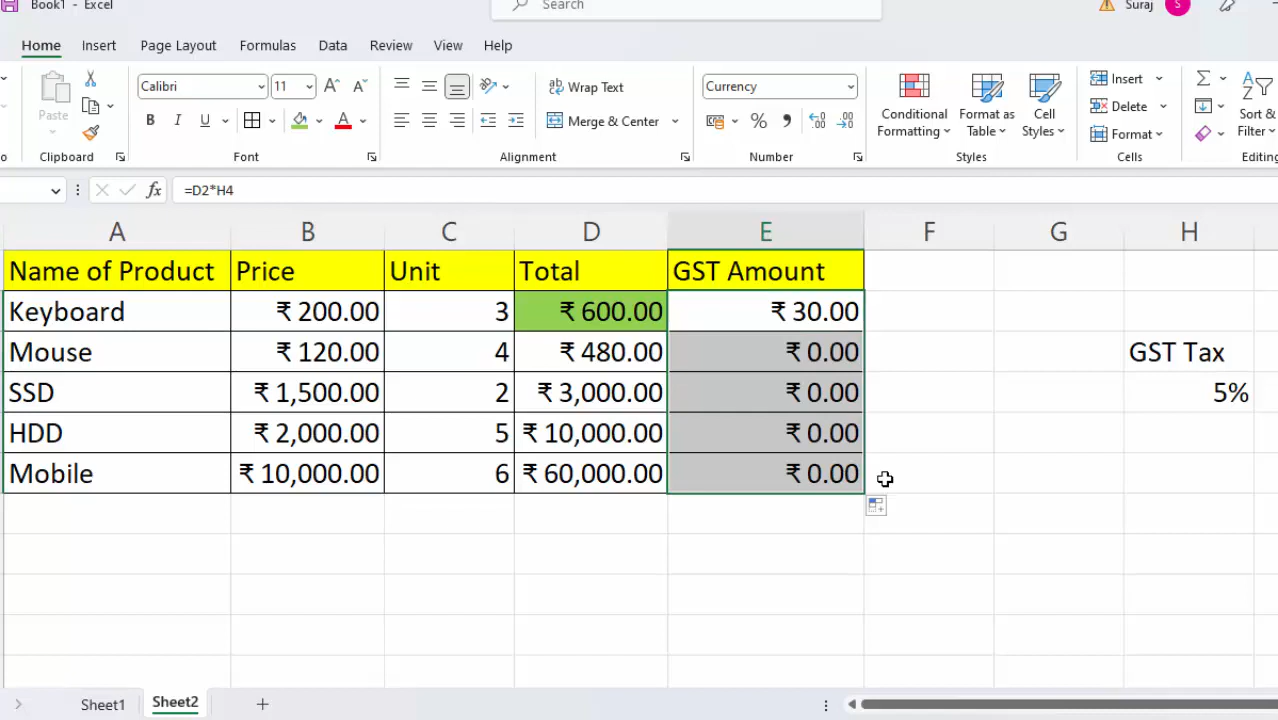 Book1 - Excel
Search
Suraj
S
Home Insert Page Layout Formulas Data Review View Help
Paste
Clipboard
Calibri
11
B I U
Font
Wrap Text
Merge & Center
Alignment
Currency
Number
Conditional Formatting
Format as Table
Cell Styles
Styles
Insert
Delete
Format
Cells
Sort & Filter
Editing
fx =D2*H4
A B C D E F G H
Name of Product Price Unit Total GST Amount
Keyboard ₹ 200.00 3 ₹ 600.00 ₹ 30.00
Mouse ₹ 120.00 4 ₹ 480.00 ₹ 0.00 GST Tax
SSD ₹ 1,500.00 2 ₹ 3,000.00 ₹ 0.00 5%
HDD ₹ 2,000.00 5 ₹ 10,000.00 ₹ 0.00
Mobile ₹ 10,000.00 6 ₹ 60,000.00 ₹ 0.00
Sheet1 Sheet2